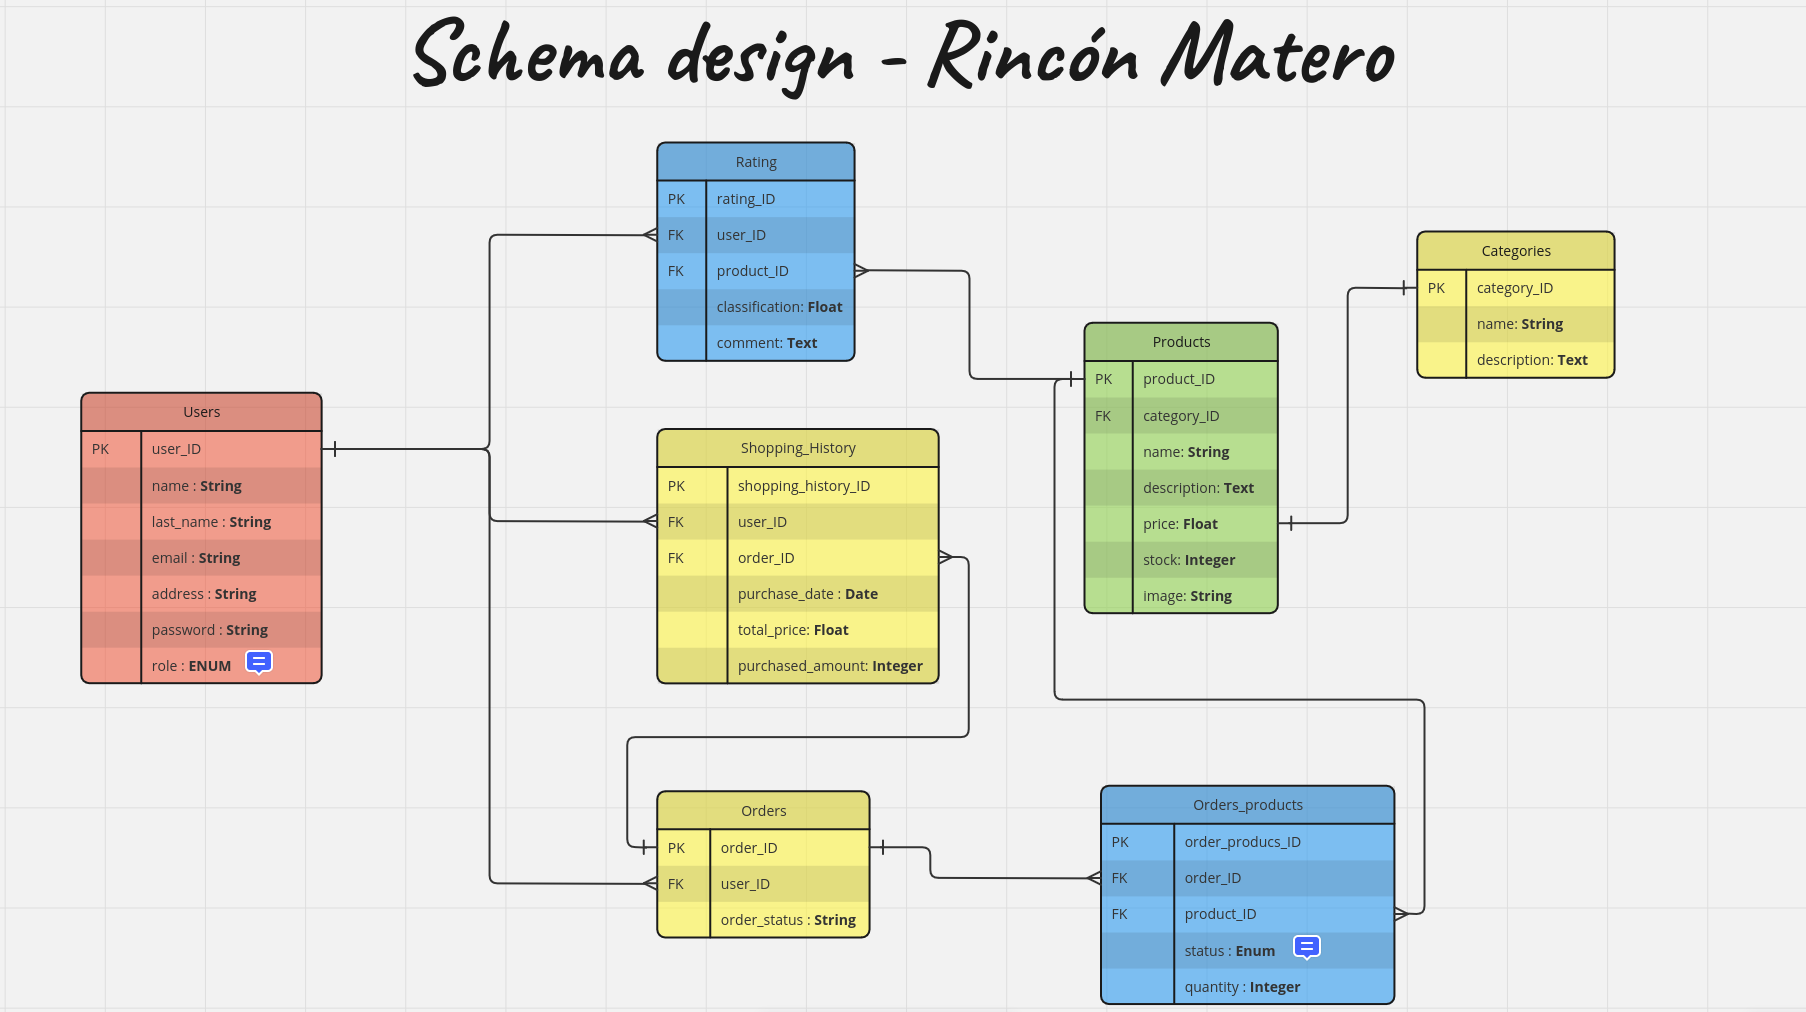 Schema design - Rincón Matero
Rating
PK rating_ID
FK user_ID
FK product_ID
classification: Float
comment: Text
Categories
PK category_ID
name: String
description: Text
Products
PK product_ID
FK category_ID
name: String
description: Text
price: Float
stock: Integer
image: String
Users
PK user_ID
name : String
last_name : String
email : String
address : String
password : String
role : ENUM
Shopping_History
PK shopping_history_ID
FK user_ID
FK order_ID
purchase_date : Date
total_price: Float
purchased_amount: Integer
Orders
PK order_ID
FK user_ID
order_status : String
Orders_products
PK order_producs_ID
FK order_ID
FK product_ID
status : Enum
quantity : Integer